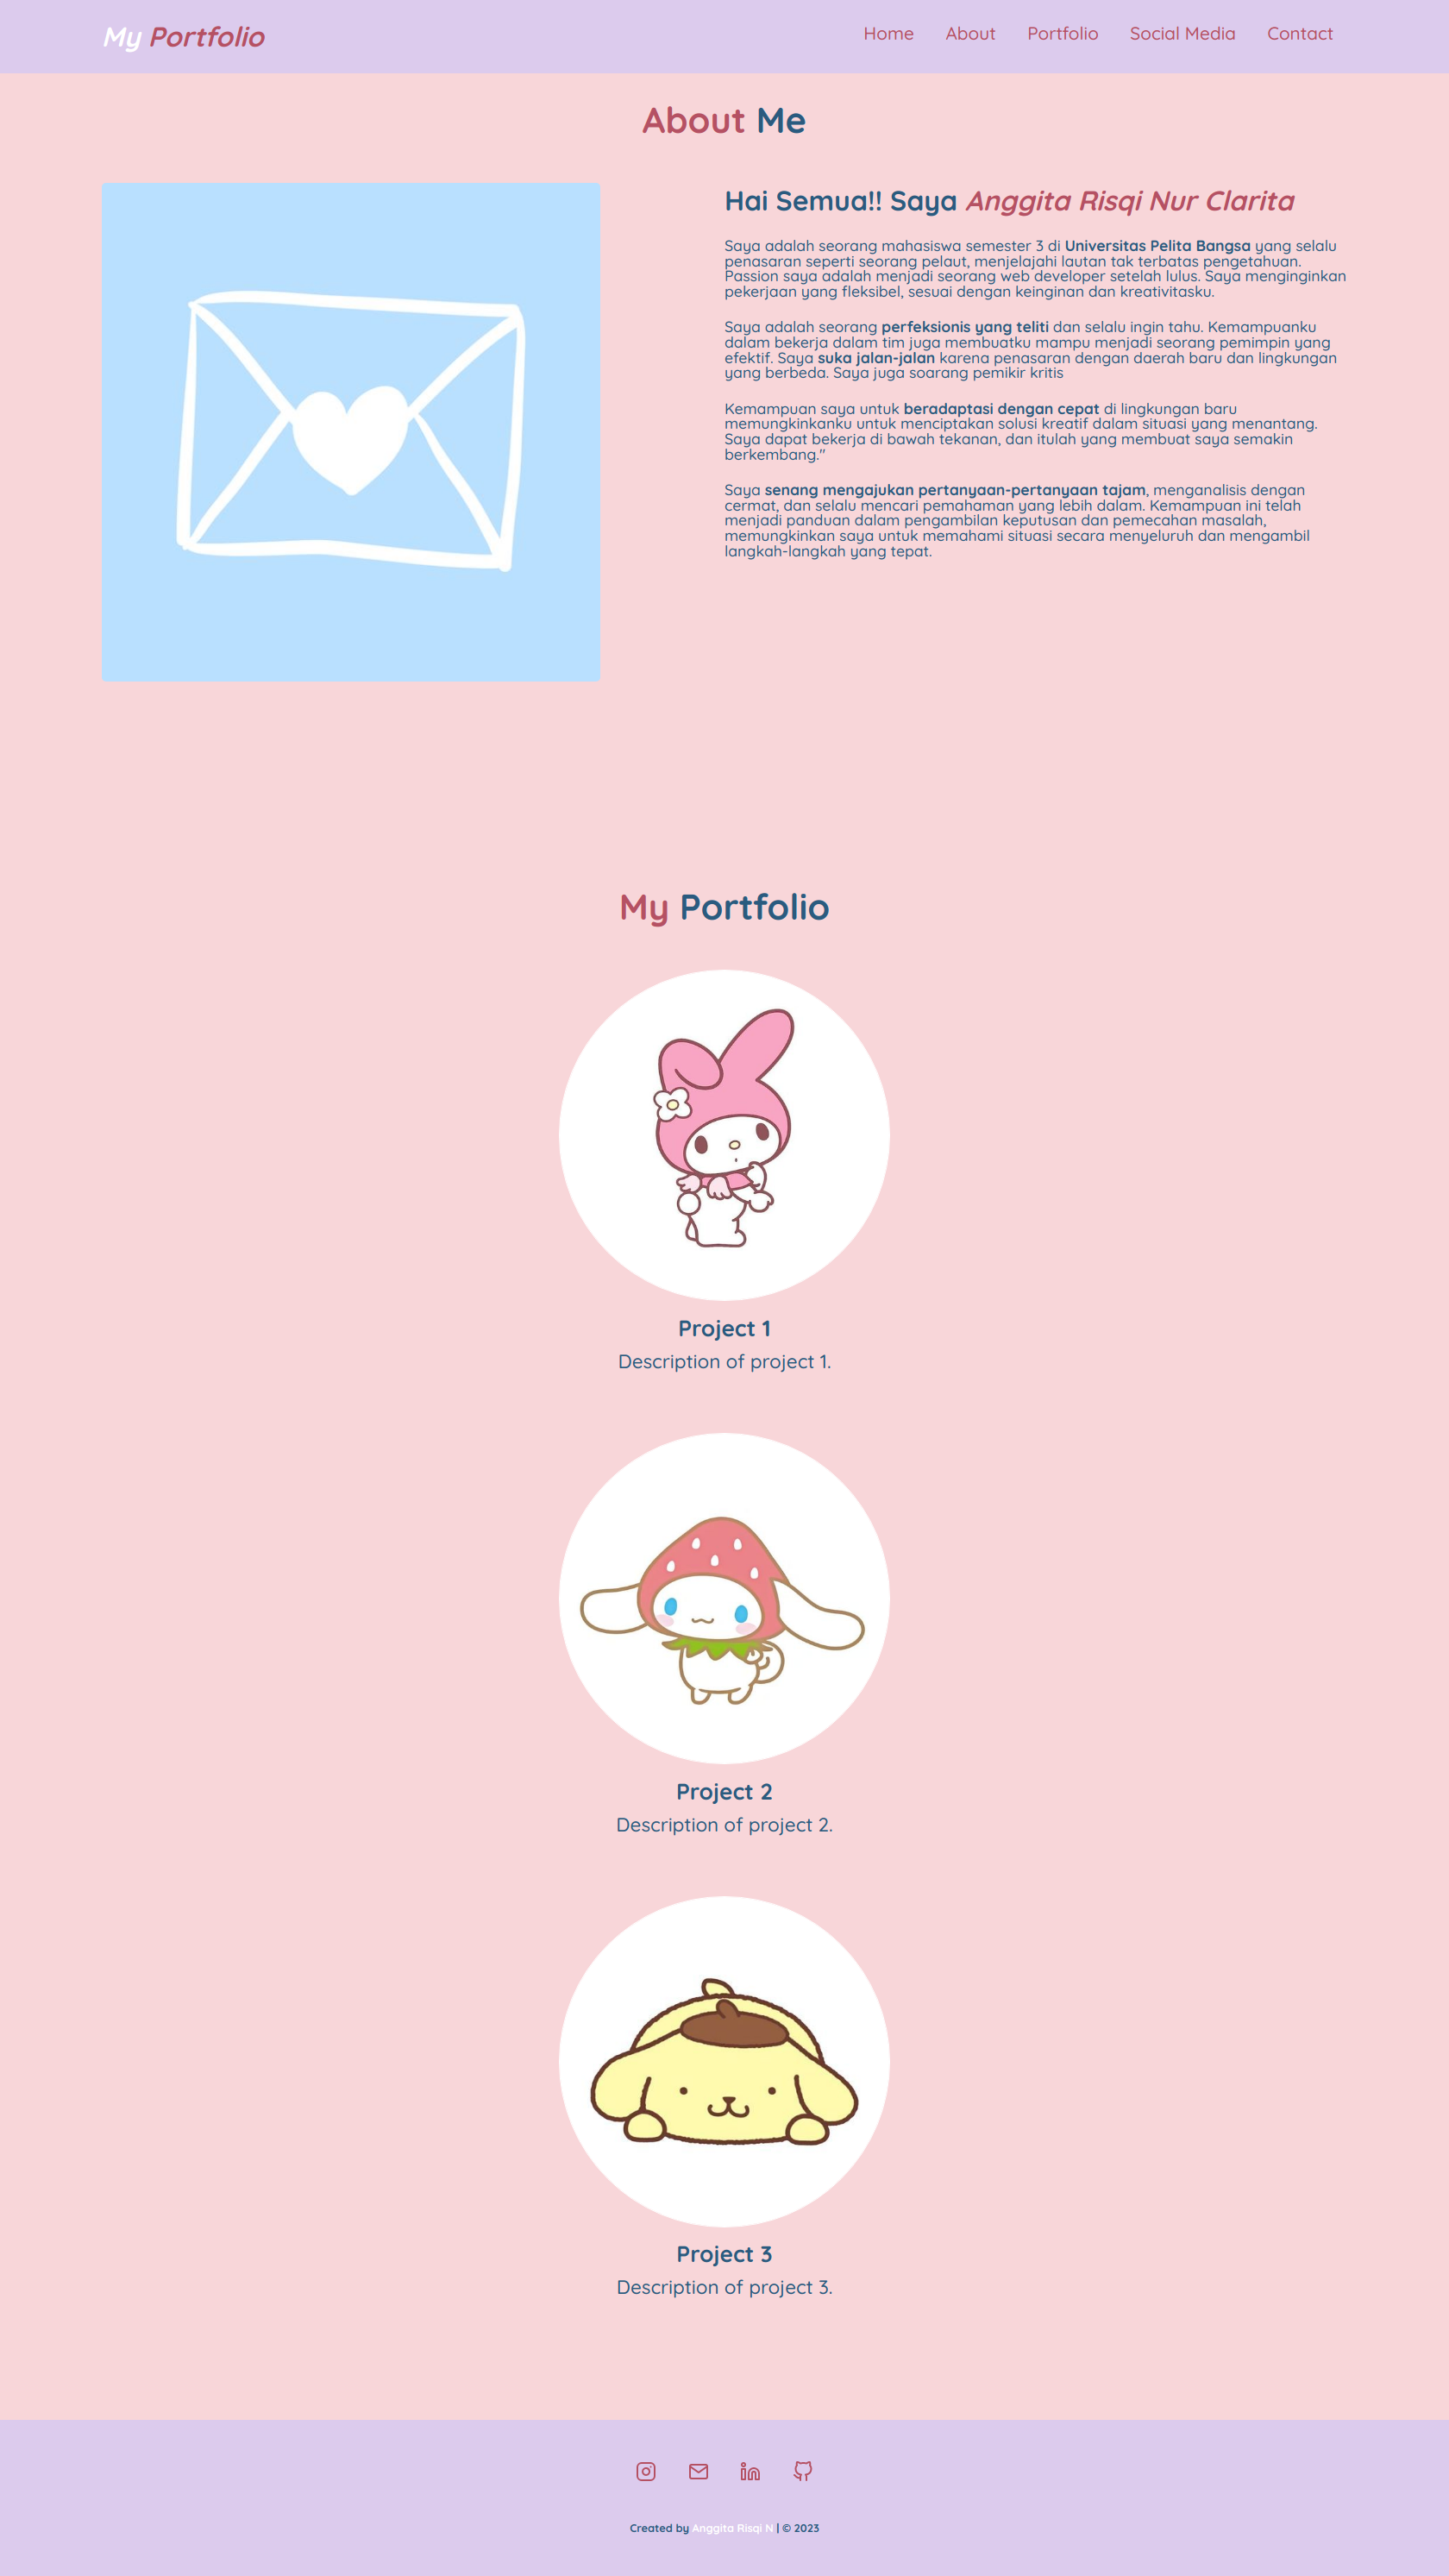 My Portfolio
Home About Portfolio Social Media Contact
About Me
Hai Semua!! Saya Anggita Risqi Nur Clarita
Saya adalah seorang mahasiswa semester 3 di Universitas Pelita Bangsa yang selalu
penasaran seperti seorang pelaut, menjelajahi lautan tak terbatas pengetahuan.
Passion saya adalah menjadi seorang web developer setelah lulus. Saya menginginkan
pekerjaan yang fleksibel, sesuai dengan keinginan dan kreativitasku.
Saya adalah seorang perfeksionis yang teliti dan selalu ingin tahu. Kemampuanku
dalam bekerja dalam tim juga membuatku mampu menjadi seorang pemimpin yang
efektif. Saya suka jalan-jalan karena penasaran dengan daerah baru dan lingkungan
yang berbeda. Saya juga soarang pemikir kritis
Kemampuan saya untuk beradaptasi dengan cepat di lingkungan baru
memungkinkanku untuk menciptakan solusi kreatif dalam situasi yang menantang.
Saya dapat bekerja di bawah tekanan, dan itulah yang membuat saya semakin
berkembang."
Saya senang mengajukan pertanyaan-pertanyaan tajam, menganalisis dengan
cermat, dan selalu mencari pemahaman yang lebih dalam. Kemampuan ini telah
menjadi panduan dalam pengambilan keputusan dan pemecahan masalah,
memungkinkan saya untuk memahami situasi secara menyeluruh dan mengambil
langkah-langkah yang tepat.
My Portfolio
Project 1
Description of project 1.
Project 2
Description of project 2.
Project 3
Description of project 3.
Created by Anggita Risqi N | © 2023